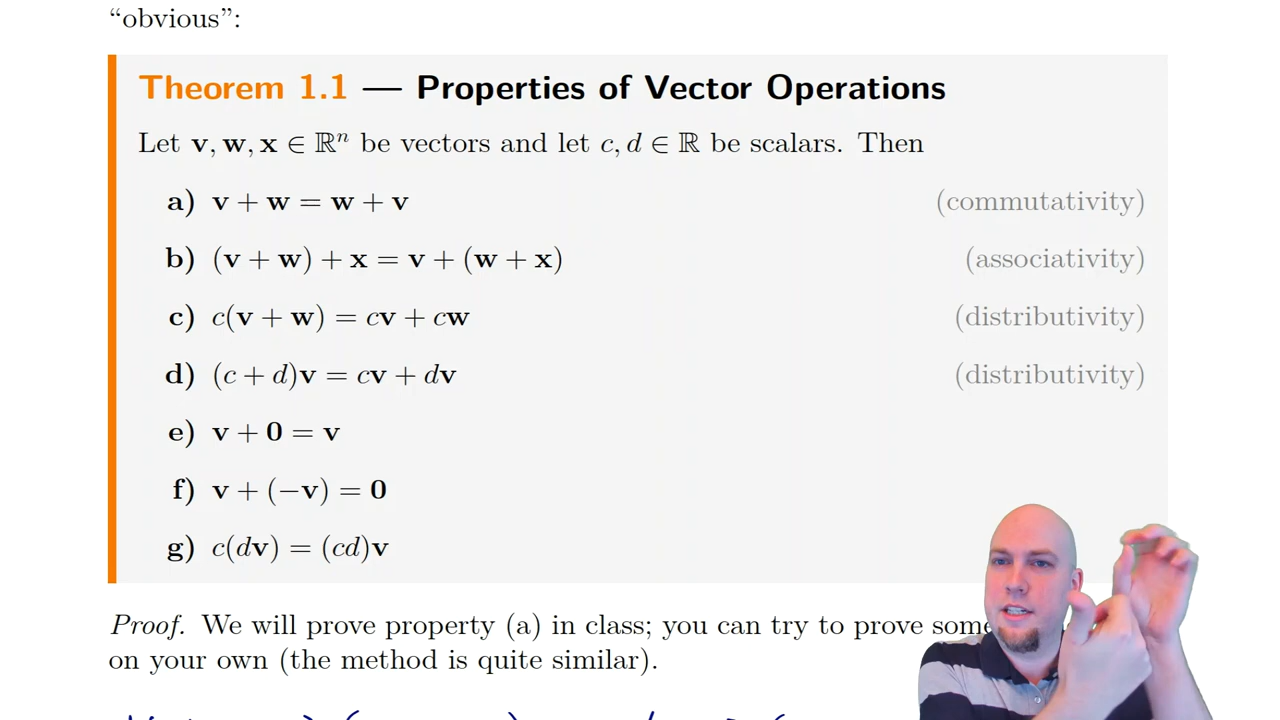 “obvious”:
Theorem 1.1 — Properties of Vector Operations
Let v, w, x ∈ ℝⁿ be vectors and let c, d ∈ ℝ be scalars. Then
a) v + w = w + v (commutativity)
b) (v + w) + x = v + (w + x) (associativity)
c) c(v + w) = cv + cw (distributivity)
d) (c + d)v = cv + dv (distributivity)
e) v + 0 = v
f) v + (−v) = 0
g) c(dv) = (cd)v
Proof. We will prove property (a) in class; you can try to prove some
on your own (the method is quite similar).